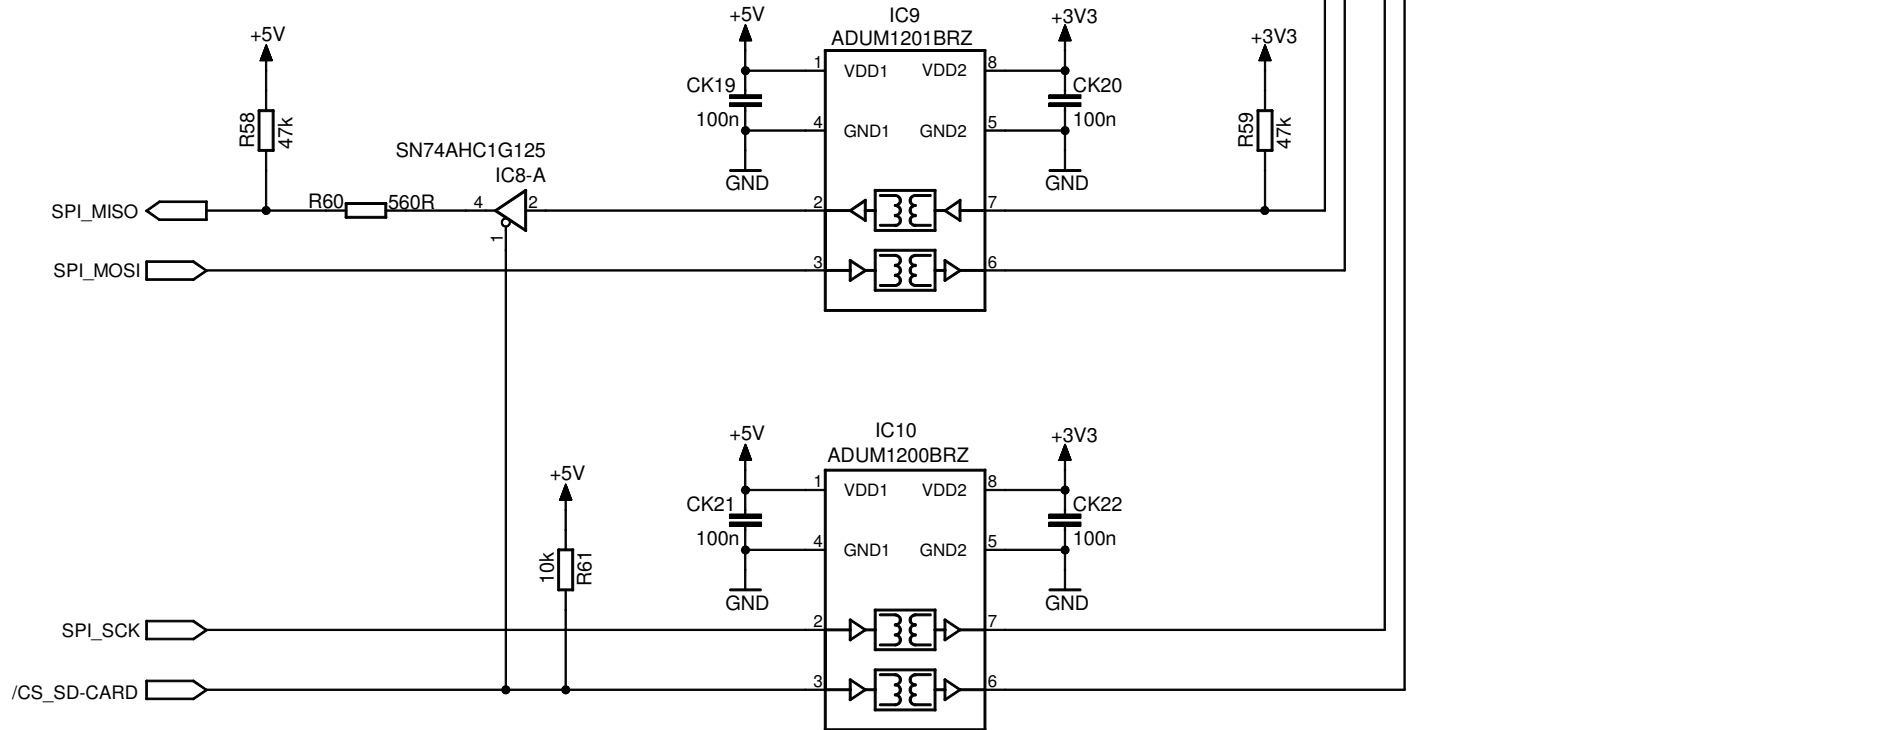 +5V
IC9
+3V3
ADUM1201BRZ
+5V
+3V3
1
VDD1
VDD2
8
CK19
CK20
100n
100n
R58
47k
4
GND1
GND2
5
R59
47k
SN74AHC1G125
IC8-A
GND
GND
SPI_MISO
R60
560R
4
2
2
7
1
SPI_MOSI
3
6
+5V
IC10
+3V3
ADUM1200BRZ
+5V
1
VDD1
VDD2
8
CK21
CK22
100n
100n
10k
R61
4
GND1
GND2
5
GND
GND
SPI_SCK
2
7
/CS_SD-CARD
3
6